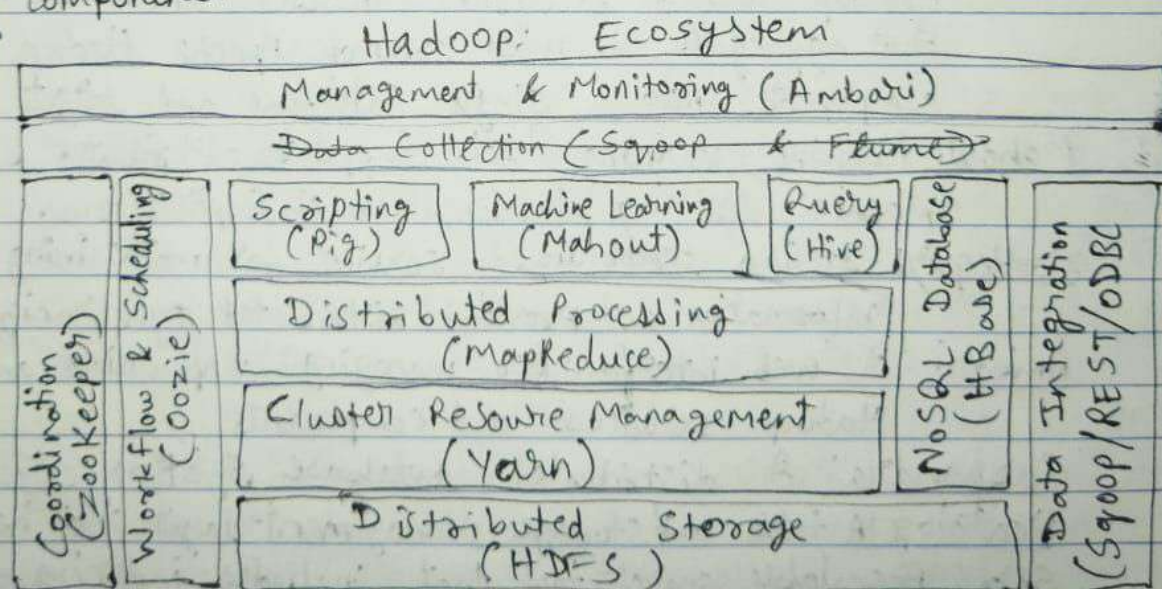 Hadoop: Ecosystem
Management & Monitoring (Ambari)
Data Collection (Sqoop & Flume)
Coordination
(ZooKeeper)
Workflow & Scheduling
(Oozie)
Scripting
(Pig)
Machine Learning
(Mahout)
Query
(Hive)
Distributed Processing
(MapReduce)
Cluster Resource Management
(Yarn)
NoSQL Database
(HBase)
Data Integration
(Sqoop/REST/ODBC
Distributed Storage
(HDFS)